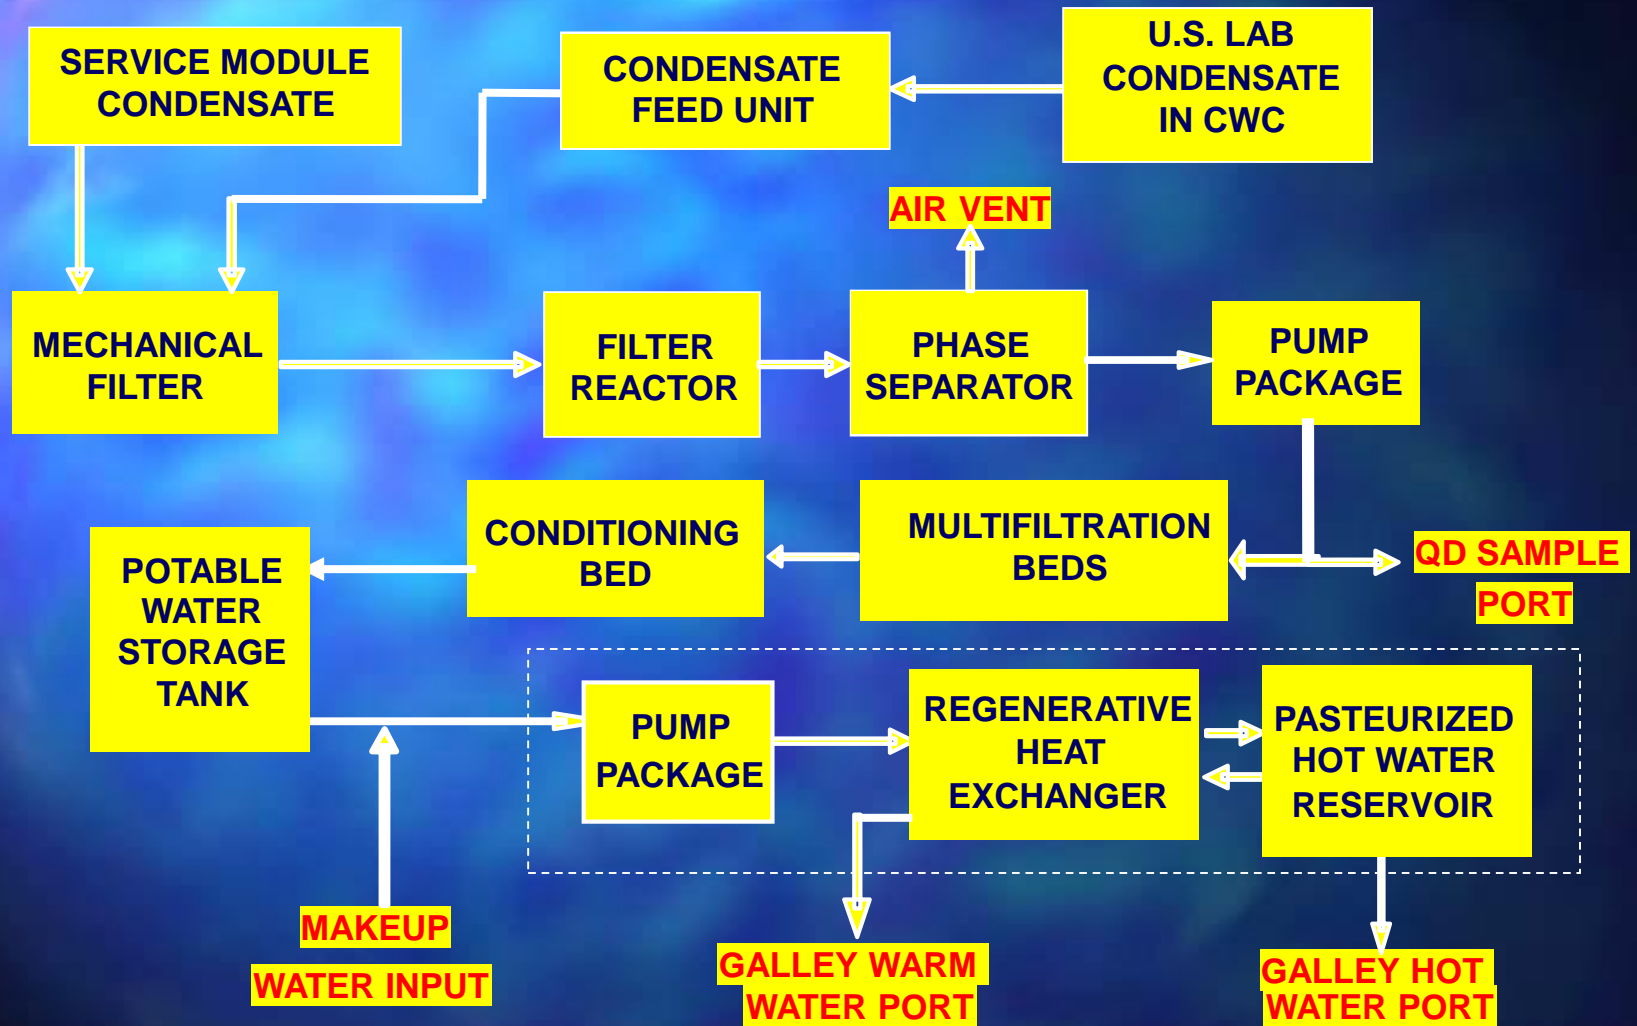 SERVICE MODULE
CONDENSATE
CONDENSATE
FEED UNIT
U.S. LAB
CONDENSATE
IN CWC
AIR VENT
MECHANICAL
FILTER
FILTER
REACTOR
PHASE
SEPARATOR
PUMP
PACKAGE
POTABLE
WATER
STORAGE
TANK
CONDITIONING
BED
MULTIFILTRATION
BEDS
QD SAMPLE
PORT
PUMP
PACKAGE
REGENERATIVE
HEAT
EXCHANGER
PASTEURIZED
HOT WATER
RESERVOIR
MAKEUP
WATER INPUT
GALLEY WARM
WATER PORT
GALLEY HOT
WATER PORT